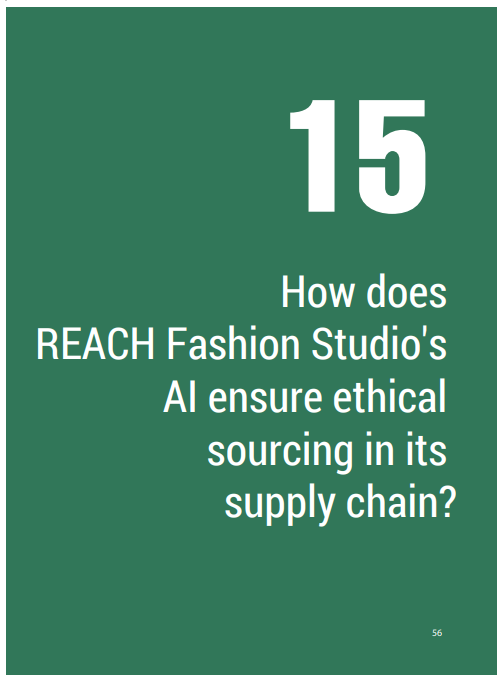 15
How does
REACH Fashion Studio's
AI ensure ethical
sourcing in its
supply chain?
56